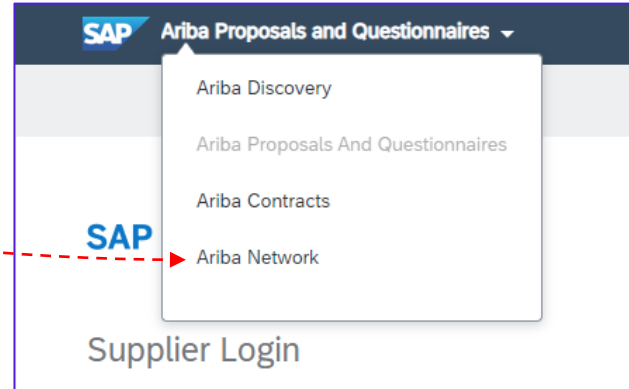 SAP Ariba Proposals and Questionnaires
Ariba Discovery
Ariba Proposals And Questionnaires
Ariba Contracts
SAP
Ariba Network
Supplier Login